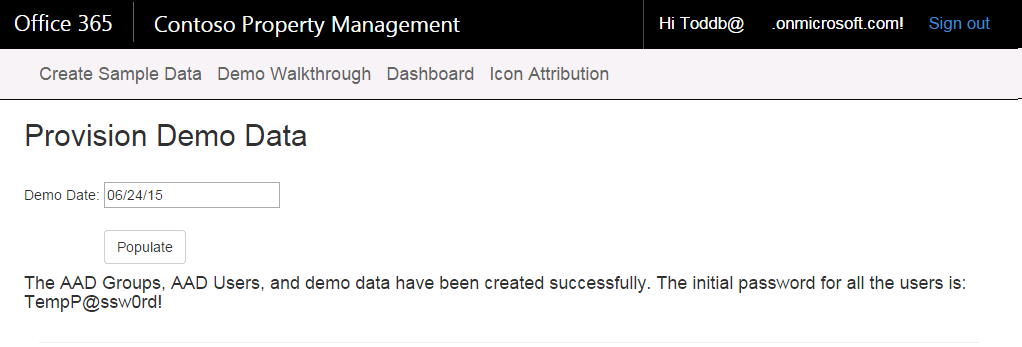 Office 365 Contoso Property Management Hi Toddb@ .onmicrosoft.com! Sign out
Create Sample Data Demo Walkthrough Dashboard Icon Attribution
Provision Demo Data
Demo Date: 06/24/15
Populate
The AAD Groups, AAD Users, and demo data have been created successfully. The initial password for all the users is:
TempP@ssw0rd!